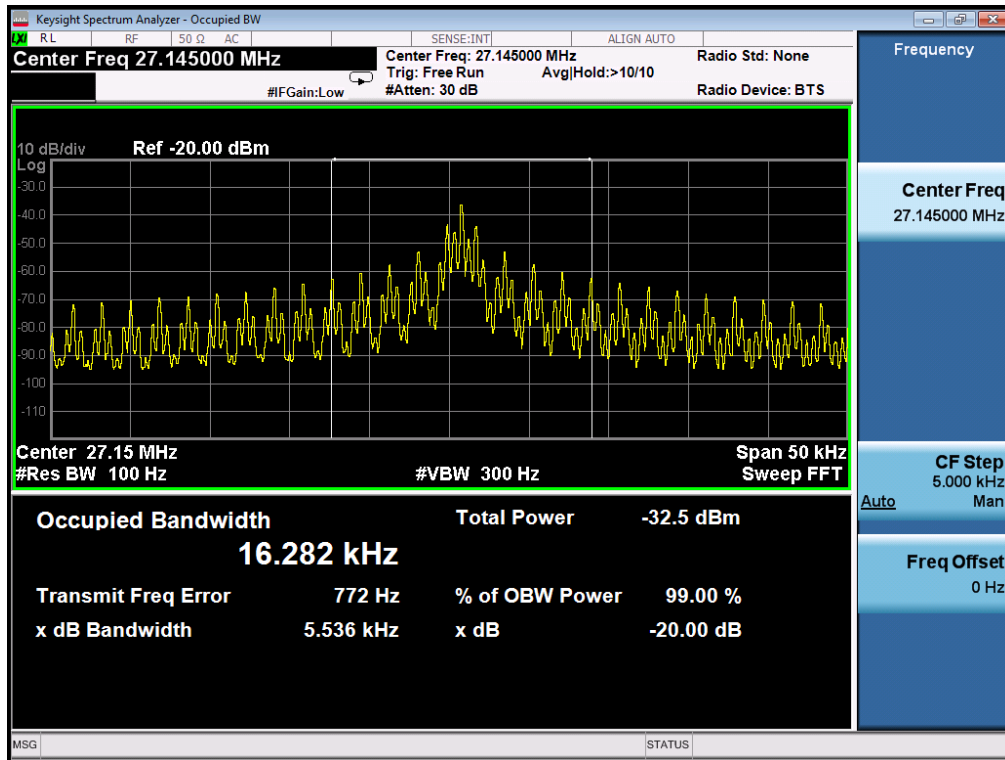 Keysight Spectrum Analyzer - Occupied BW
LXI RL RF 50 Ω AC SENSE:INT ALIGN AUTO
Center Freq 27.145000 MHz
Center Freq: 27.145000 MHz Radio Std: None
Trig: Free Run Avg|Hold:>10/10
#IFGain:Low #Atten: 30 dB Radio Device: BTS
10 dB/div Ref -20.00 dBm
Log
-30.0
-40.0
-50.0
-60.0
-70.0
-80.0
-90.0
-100
-110
Center 27.15 MHz Span 50 kHz
#Res BW 100 Hz #VBW 300 Hz Sweep FFT
Occupied Bandwidth Total Power -32.5 dBm
16.282 kHz
Transmit Freq Error 772 Hz % of OBW Power 99.00 %
x dB Bandwidth 5.536 kHz x dB -20.00 dB
MSG STATUS
Frequency
Center Freq
27.145000 MHz
CF Step
5.000 kHz
Auto Man
Freq Offset
0 Hz